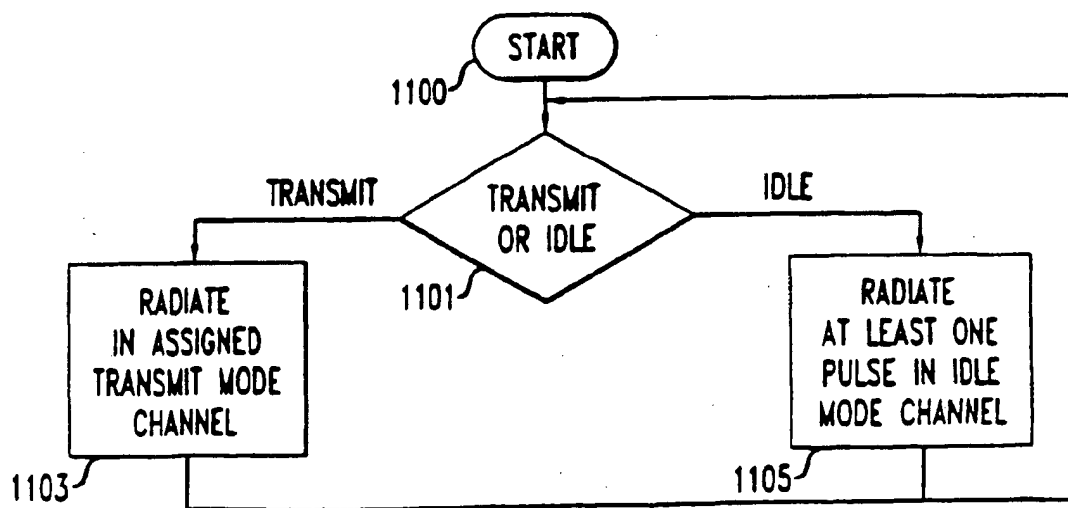 START
1100
TRANSMIT
IDLE
TRANSMIT
OR IDLE
1101
RADIATE
IN ASSIGNED
TRANSMIT MODE
CHANNEL
1103
RADIATE
AT LEAST ONE
PULSE IN IDLE
MODE CHANNEL
1105